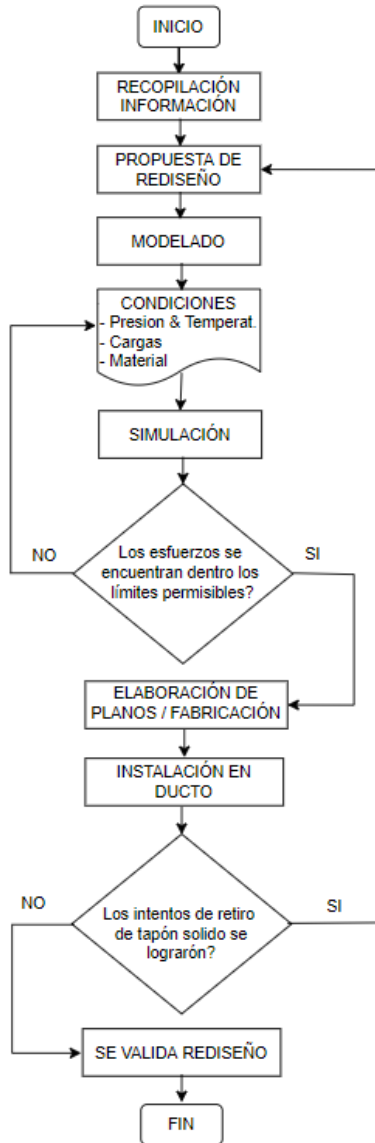 INICIO
RECOPILACIÓN
INFORMACIÓN
PROPUESTA DE
REDISEÑO
MODELADO
CONDICIONES
- Presion & Temperat.
- Cargas
- Material
SIMULACIÓN
NO
SI
Los esfuerzos se
encuentran dentro los
límites permisibles?
ELABORACIÓN DE
PLANOS / FABRICACIÓN
INSTALACIÓN EN
DUCTO
NO
SI
Los intentos de retiro
de tapón solido se
lograrón?
SE VALIDA REDISEÑO
FIN